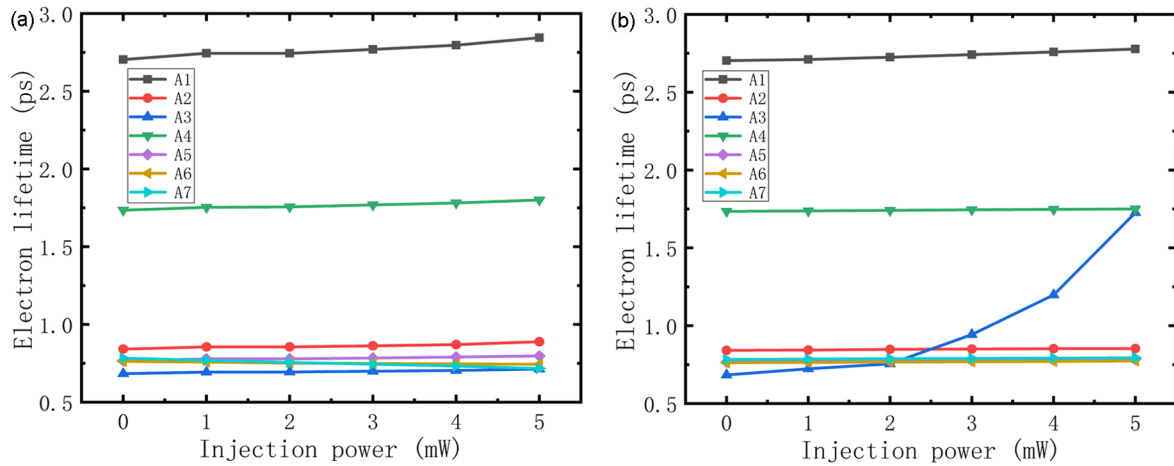 (a)
3.0
2.5
2.0
1.5
1.0
0.5
Electron lifetime (ps)
A1
A2
A3
A4
A5
A6
A7
0 1 2 3 4 5
Injection power (mW)
(b)
3.0
2.5
2.0
1.5
1.0
0.5
Electron lifetime (ps)
A1
A2
A3
A4
A5
A6
A7
0 1 2 3 4 5
Injection power (mW)